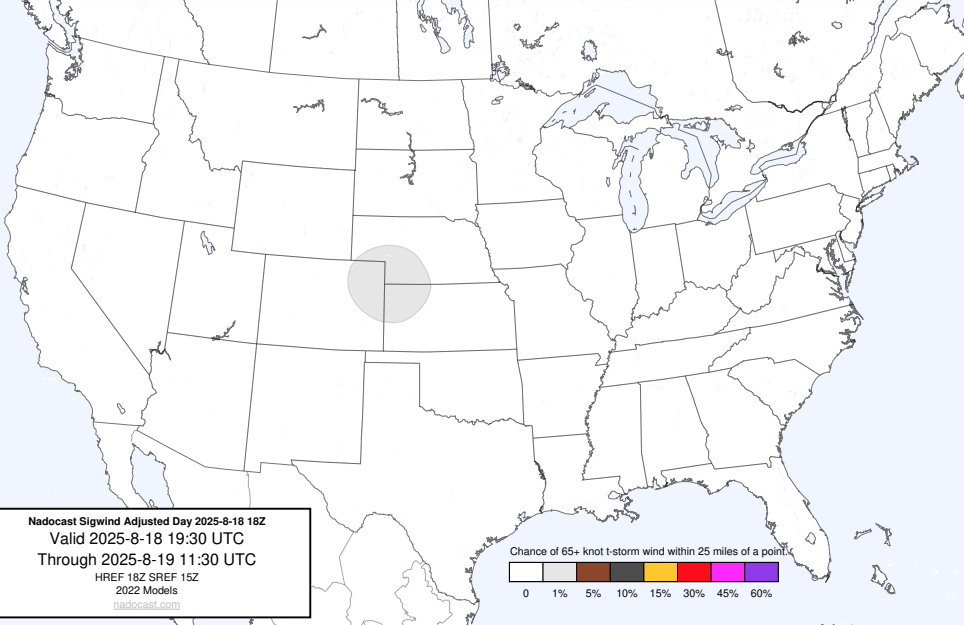 Nadocast Sigwind Adjusted Day 2025-8-18 18Z
Valid 2025-8-18 19:30 UTC
Through 2025-8-19 11:30 UTC
HREF 18Z SREF 15Z
2022 Models
nadocast.com
Chance of 65+ knot t-storm wind within 25 miles of a point.
0 1% 5% 10% 15% 30% 45% 60%